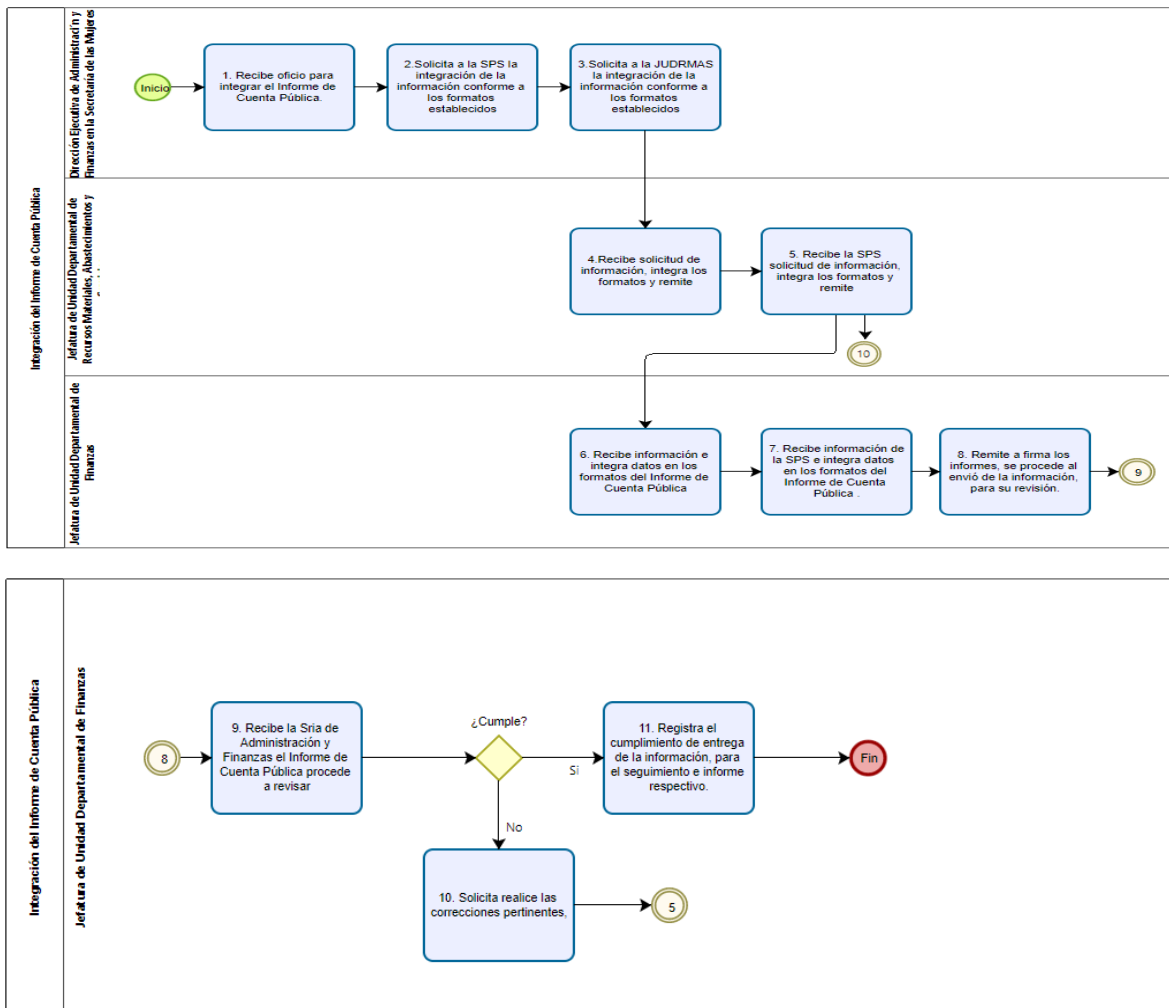 Integración del Informe de Cuenta Pública
Dirección Ejecutiva de Administración y
Finanzas en la Secretaría de las Mujeres
Inicio
1. Recibe oficio para
integrar el Informe de
Cuenta Pública.
2.Solicita a la SPS la
integración de la
información conforme a
los formatos
establecidos
3.Solicita a la JUDRMAS
la integración de la
información conforme a
los formatos
establecidos
Jefatura de Unidad Departamental de
Recursos Materiales, Abastecimientos y
4.Recibe solicitud de
información, integra los
formatos y remite
5. Recibe la SPS
solicitud de información,
integra los formatos y
remite
10
Jefatura de Unidad Departamental de
Finanzas
6. Recibe información e
integra datos en los
formatos del Informe de
Cuenta Pública
7. Recibe información de
la SPS e integra datos
en los formatos del
Informe de Cuenta
Pública .
8. Remite a firma los
informes, se procede al
envió de la información,
para su revisión.
9
Integración del Informe de Cuenta Pública
Jefatura de Unidad Departamental de Finanzas
8
9. Recibe la Sria de
Administración y
Finanzas el Informe de
Cuenta Pública procede
a revisar
¿Cumple?
Sí
No
11. Registra el
cumplimiento de entrega
de la información, para
el seguimiento e informe
respectivo.
Fin
10. Solicita realice las
correcciones pertinentes,
5